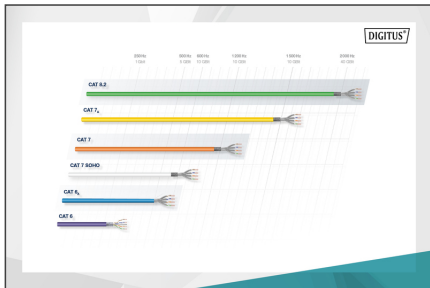 DIGITUS
250 Hz 500 Hz 600 Hz 1200 Hz 1500 Hz 2000 Hz
CAT 8.2
CAT 7A
CAT 7
CAT 7 SOHO
CAT 6A
CAT 6